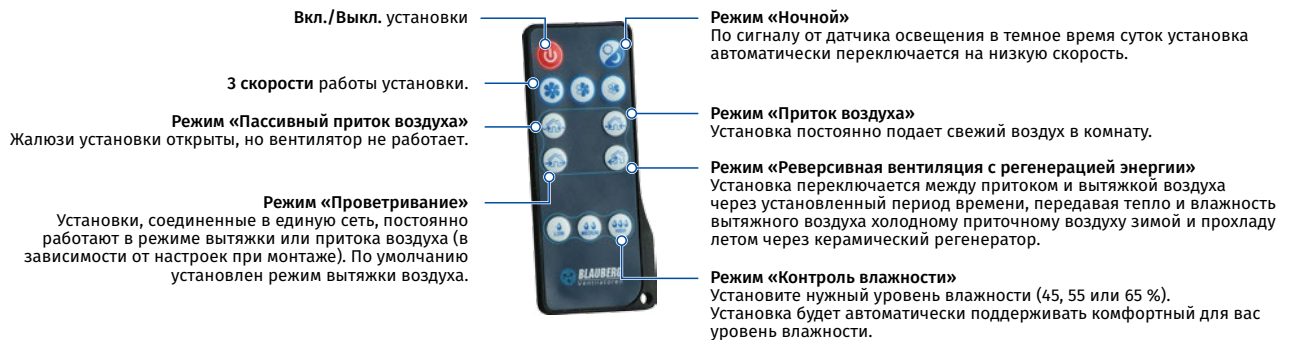 Вкл./Выкл. установки
3 скорости работы установки.
Режим «Пассивный приток воздуха»
Жалюзи установки открыты, но вентилятор не работает.
Режим «Проветривание»
Установки, соединенные в единую сеть, постоянно
работают в режиме вытяжки или притока воздуха (в
зависимости от настроек при монтаже). По умолчанию
установлен режим вытяжки воздуха.
BLAUBERG
Ventilatoren
Режим «Ночной»
По сигналу от датчика освещения в темное время суток установка
автоматически переключается на низкую скорость.
Режим «Приток воздуха»
Установка постоянно подает свежий воздух в комнату.
Режим «Реверсивная вентиляция с регенерацией энергии»
Установка переключается между притоком и вытяжкой воздуха
через установленный период времени, передавая тепло и влажность
вытяжного воздуха холодному приточному воздуху зимой и прохладу
летом через керамический регенератор.
Режим «Контроль влажности»
Установите нужный уровень влажности (45, 55 или 65 %).
Установка будет автоматически поддерживать комфортный для вас
уровень влажности.